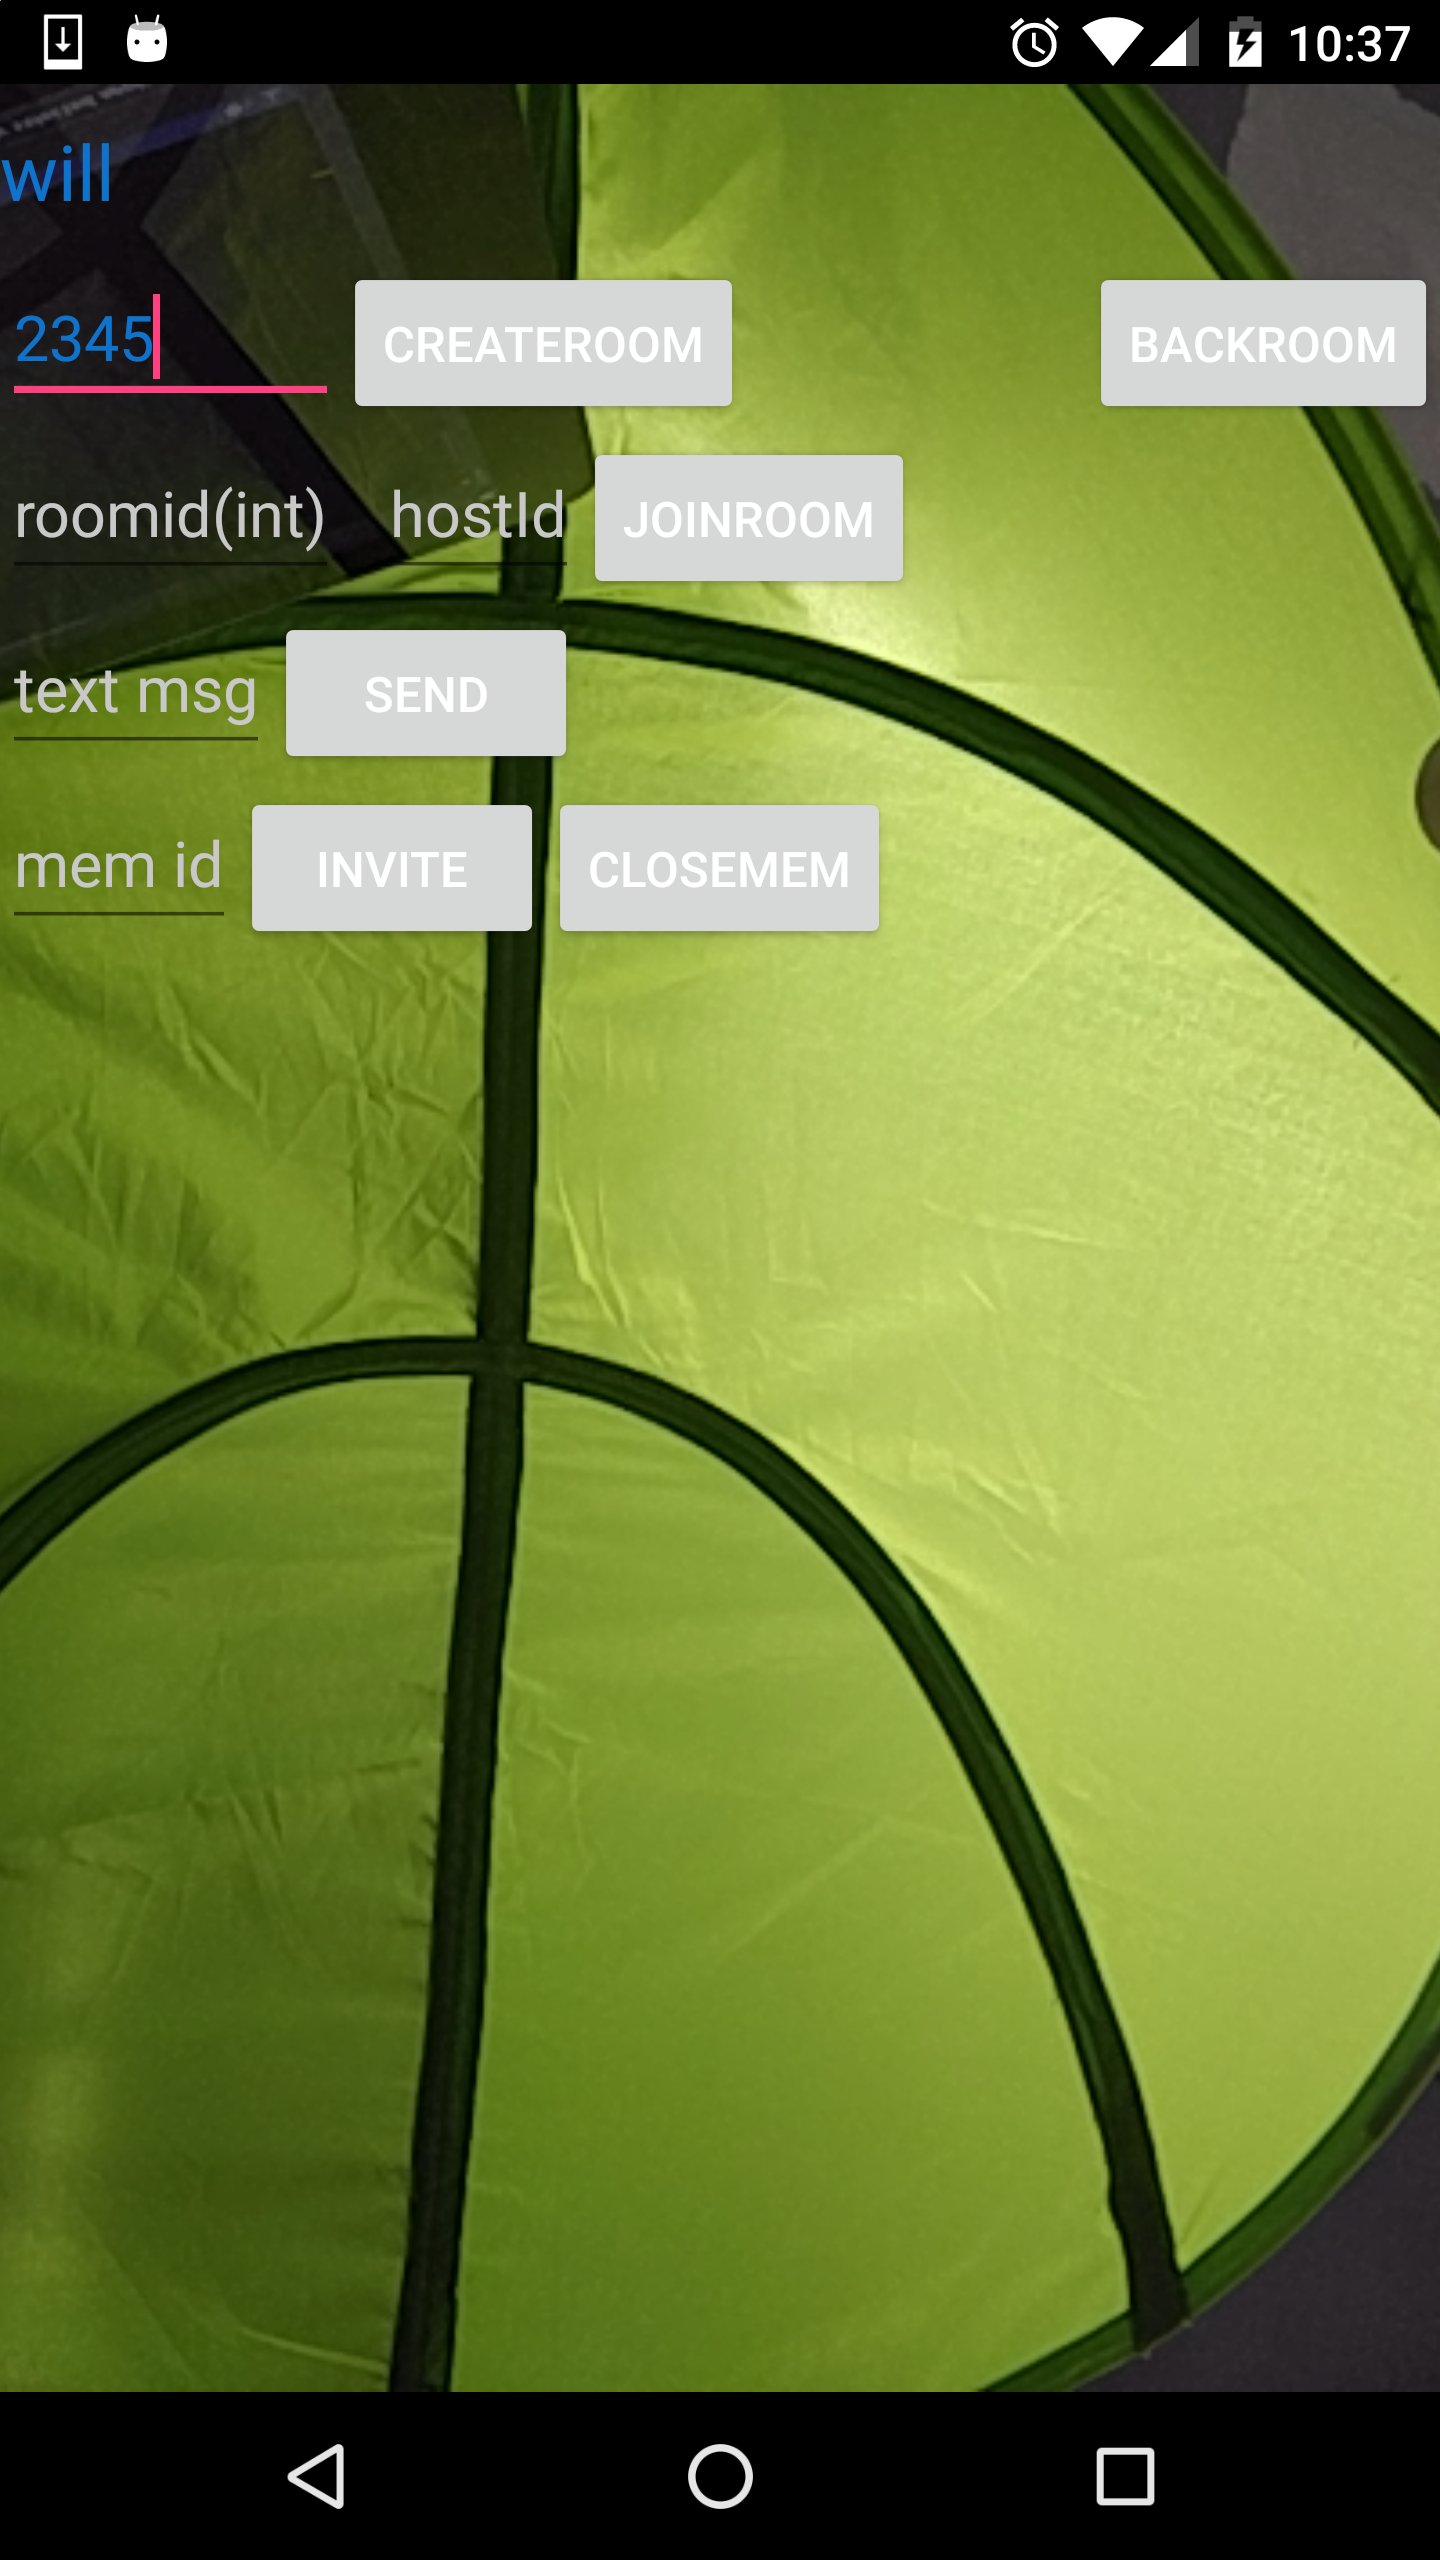 10:37
will
2345 CREATEROOM BACKROOM
roomid(int) hostId JOINROOM
text msg SEND
mem id INVITE CLOSEMEM